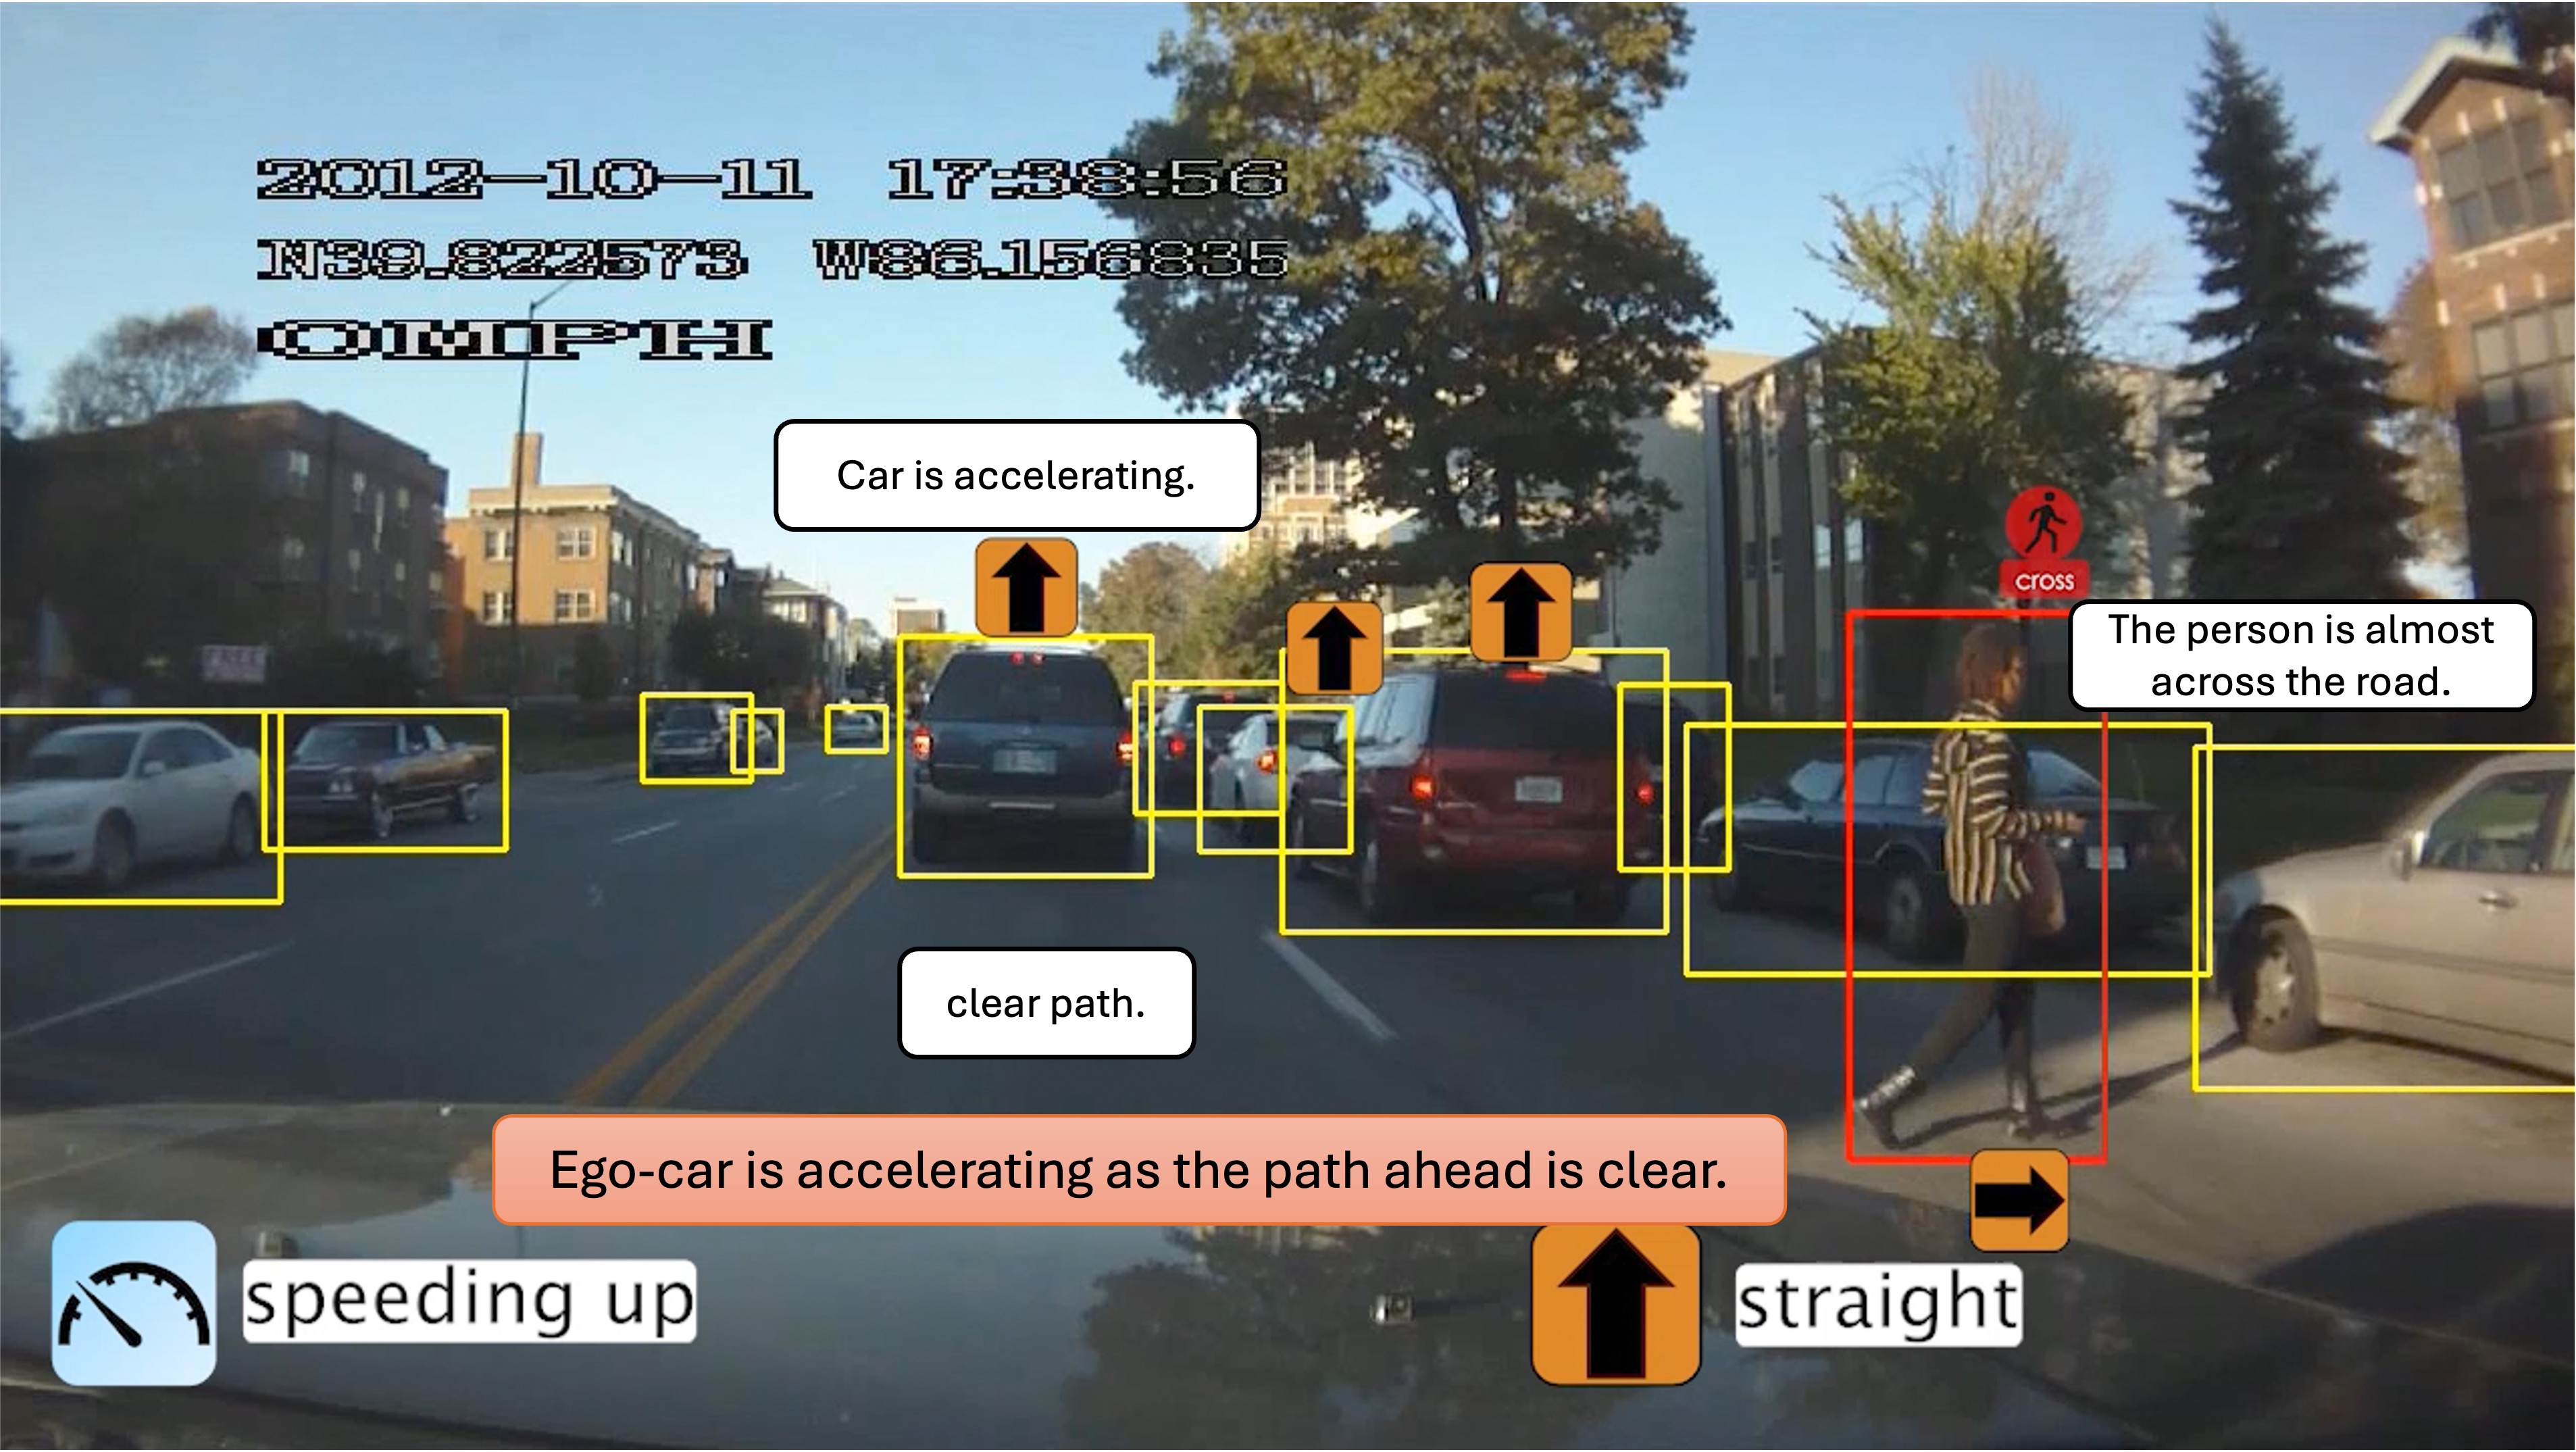 2012-10-11 17:38:56
N39.822573 W86.156835
0MPH
Car is accelerating.
cross
The person is almost
across the road.
clear path.
Ego-car is accelerating as the path ahead is clear.
speeding up
straight